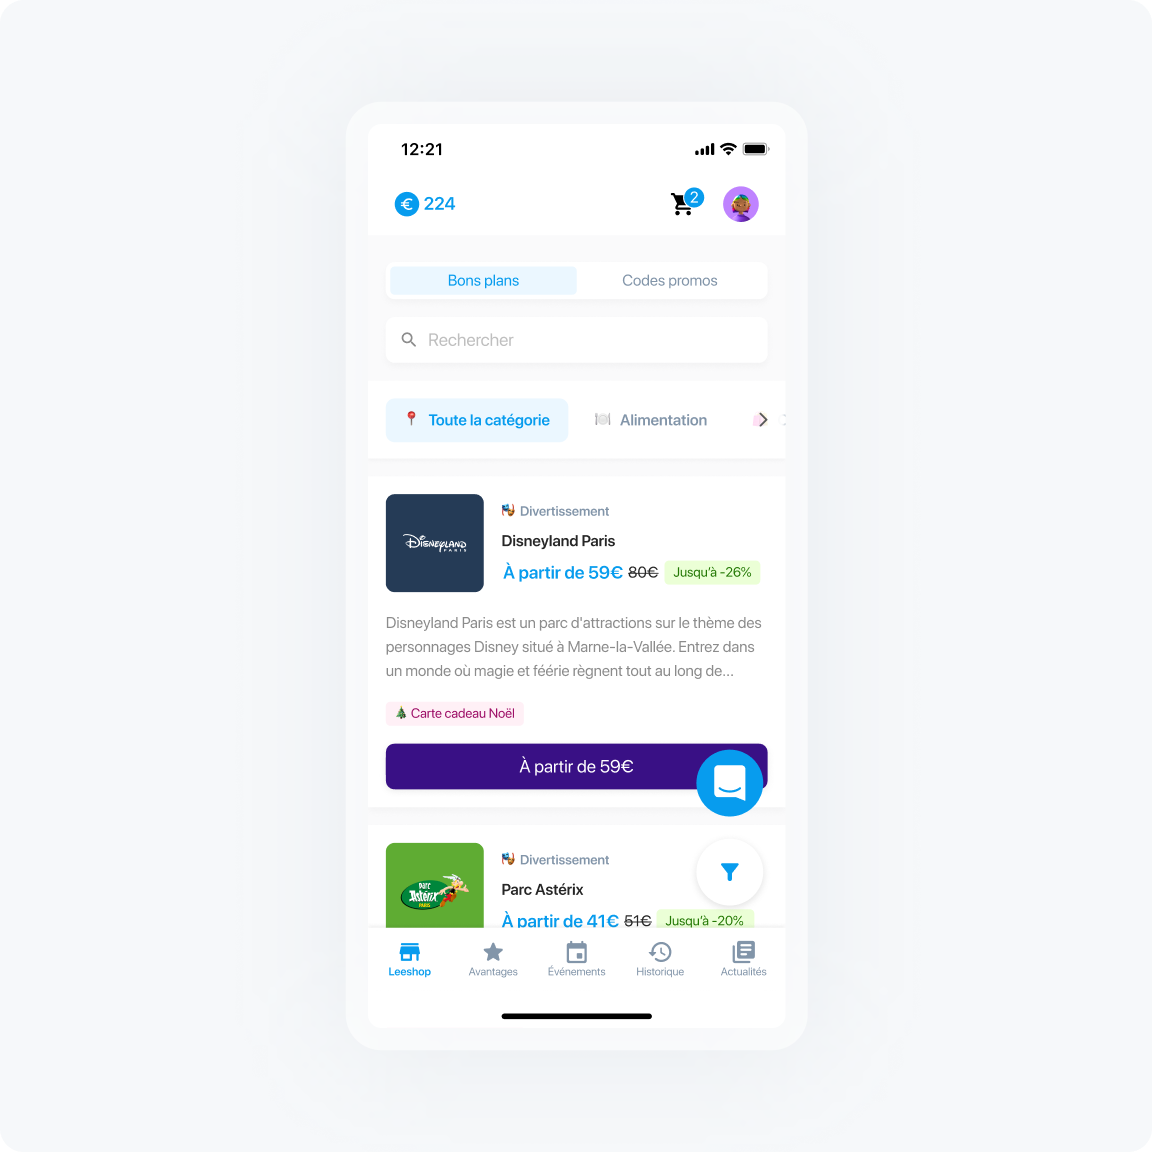 12:21
€ 224
2
Bons plans
Codes promos
Rechercher
Toute la catégorie
Alimentation
DISNEYLAND
PARIS
Divertissement
Disneyland Paris
À partir de 59€ 80€ Jusqu'à -26%
Disneyland Paris est un parc d'attractions sur le thème des
personnages Disney situé à Marne-la-Vallée. Entrez dans
un monde où magie et féérie règnent tout au long de...
Carte cadeau Noël
À partir de 59€
PARC
Astérix
PARIS
Divertissement
Parc Astérix
À partir de 41€ 51€ Jusqu'à -20%
Leeshop
Avantages
Événements
Historique
Actualités